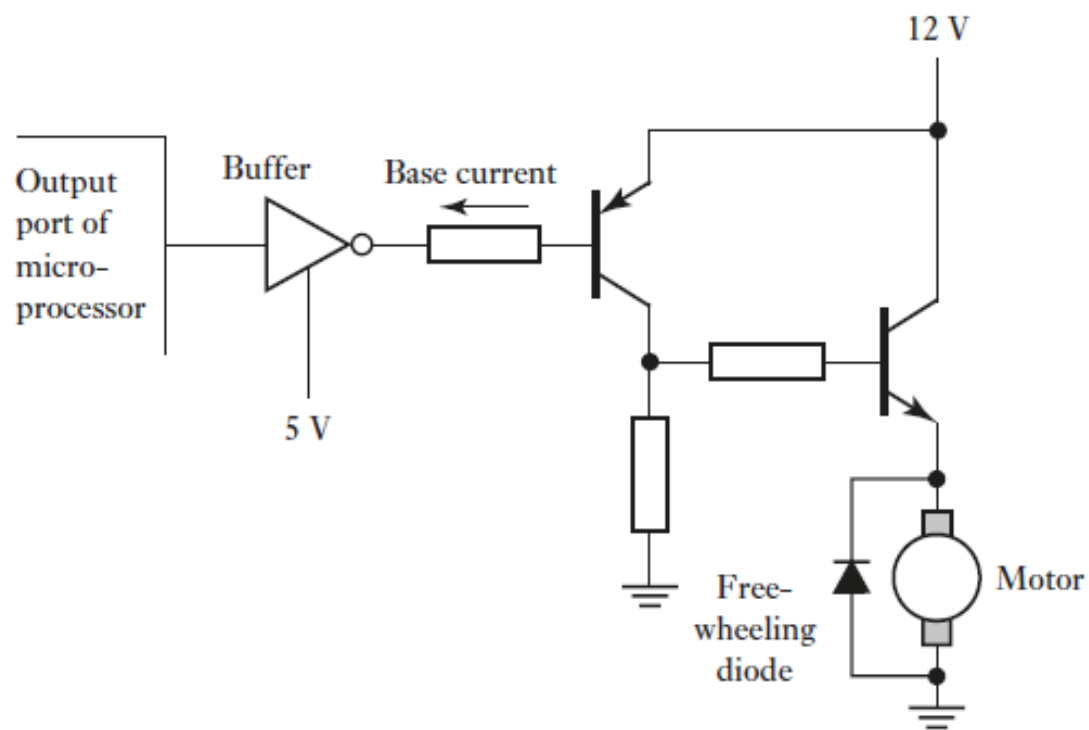 12 V
Output
port of
micro-
processor
Buffer
Base current
5 V
Free-
wheeling
diode
Motor